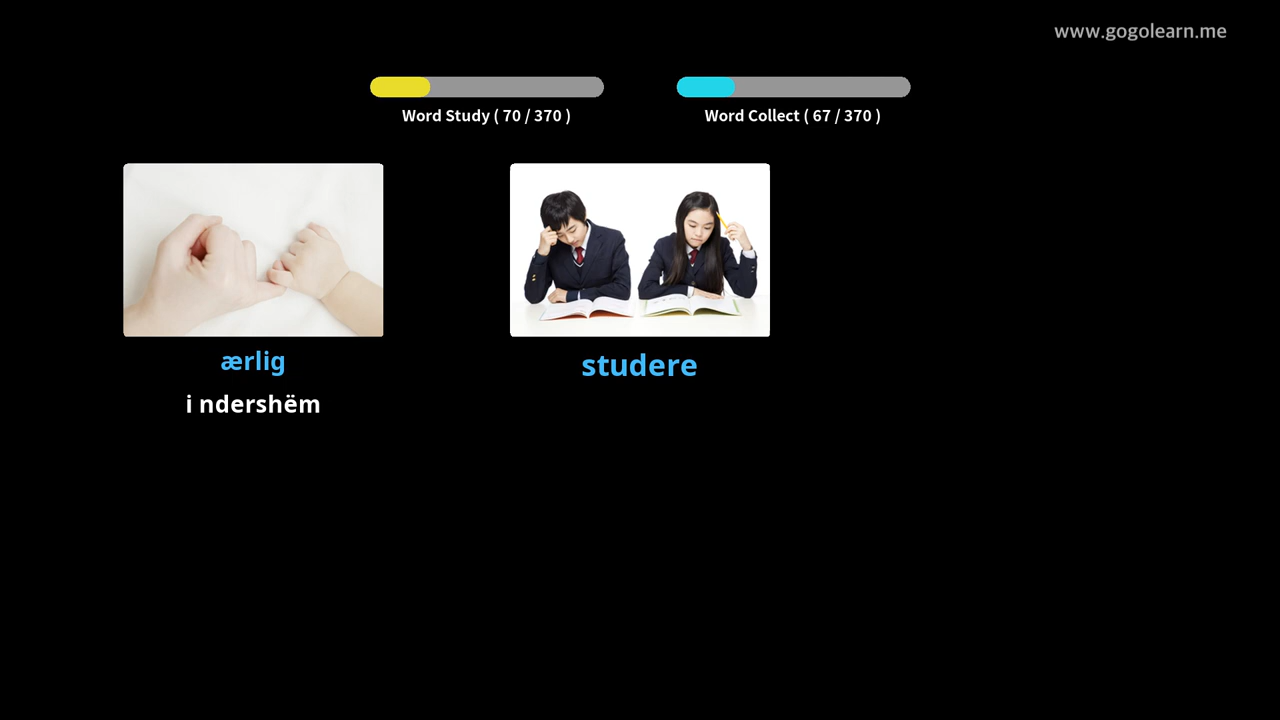 www.gogolearn.me
Word Study ( 70 / 370 )
Word Collect ( 67 / 370 )
ærlig
i ndershëm
studere